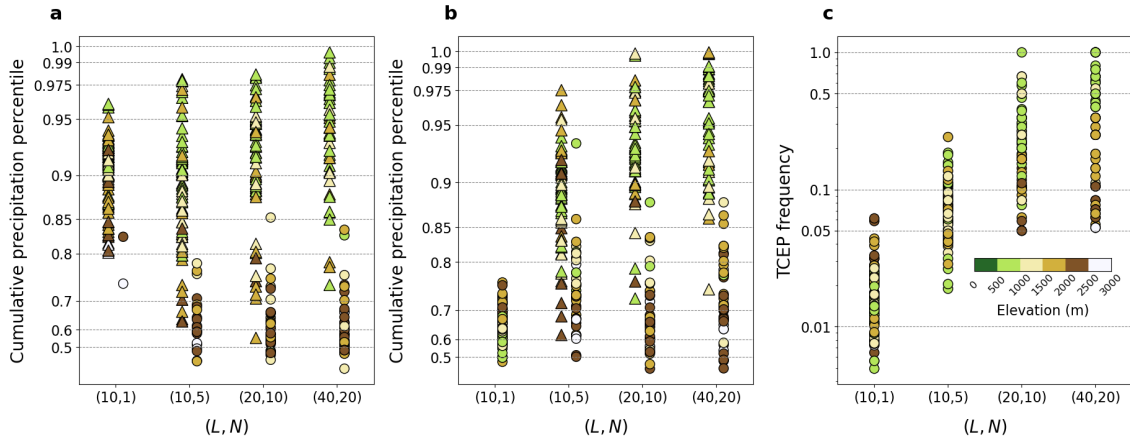 a
Cumulative precipitation percentile
1.0
0.99
0.975
0.95
0.9
0.85
0.8
0.7
0.6
0.5
(10,1) (10,5) (20,10) (40,20)
(L, N)
b
Cumulative precipitation percentile
1.0
0.99
0.975
0.95
0.9
0.85
0.8
0.7
0.6
0.5
(10,1) (10,5) (20,10) (40,20)
(L, N)
c
TCEP frequency
1.0
0.5
0.1
0.05
0.01
0 500 1000 1500 2000 2500 3000
Elevation (m)
(10,1) (10,5) (20,10) (40,20)
(L, N)